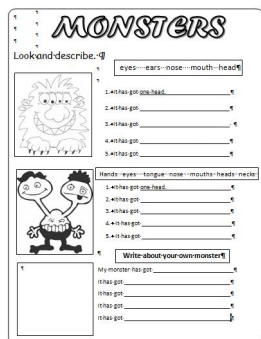 MONSTERS
Look and describe.
eyes ears nose mouth head
1. It has got one head.
2. It has got
3. It has got .
4. It has got
5. It has got
Hands eyes tongue nose mouths heads necks
1. It has got one head.
2. It has got
3. It has got
4. It has got
5. It has got
Write about your own monster
My monster has got
It has got
It has got
It has got
It has got